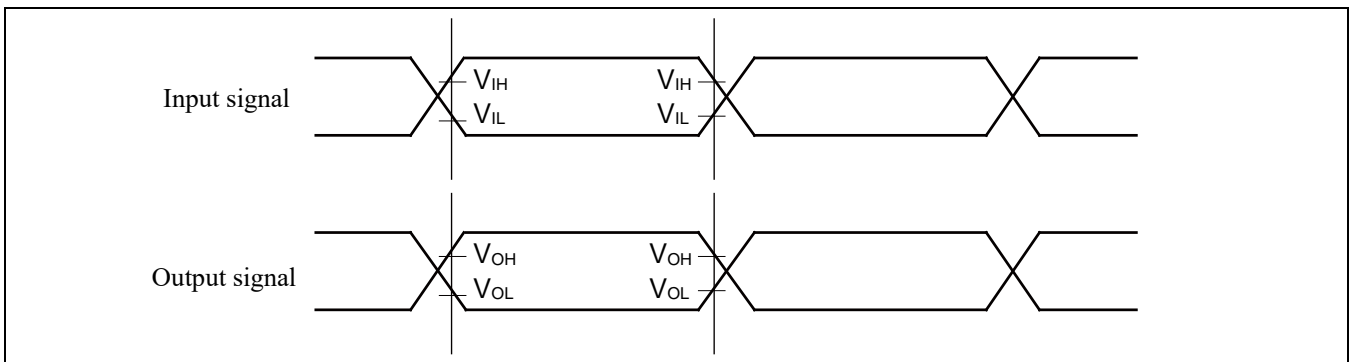 VIH VIH
Input signal
VIL VIL
VOH VOH
Output signal
VOL VOL